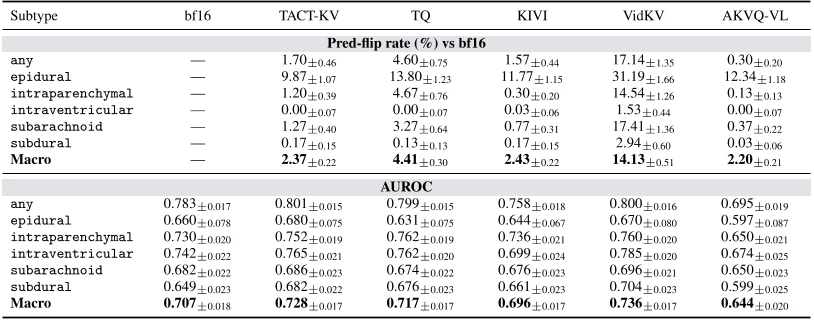 Subtype bf16 TACT-KV TQ KIVI VidKV AKVQ-VL
Pred-flip rate (%) vs bf16
any — 1.70±0.46 4.60±0.75 1.57±0.44 17.14±1.35 0.30±0.20
epidural — 9.87±1.07 13.80±1.23 11.77±1.15 31.19±1.66 12.34±1.18
intraparenchymal — 1.20±0.39 4.67±0.76 0.30±0.20 14.54±1.26 0.13±0.13
intraventricular — 0.00±0.07 0.00±0.07 0.03±0.06 1.53±0.44 0.00±0.07
subarachnoid — 1.27±0.40 3.27±0.64 0.77±0.31 17.41±1.36 0.37±0.22
subdural — 0.17±0.15 0.13±0.13 0.17±0.15 2.94±0.60 0.03±0.06
Macro — 2.37±0.22 4.41±0.30 2.43±0.22 14.13±0.51 2.20±0.21
AUROC
any 0.783±0.017 0.801±0.015 0.799±0.015 0.758±0.018 0.800±0.016 0.695±0.019
epidural 0.660±0.078 0.680±0.075 0.631±0.075 0.644±0.067 0.670±0.080 0.597±0.087
intraparenchymal 0.730±0.020 0.752±0.019 0.762±0.019 0.736±0.021 0.760±0.020 0.650±0.021
intraventricular 0.742±0.022 0.765±0.021 0.762±0.020 0.699±0.024 0.785±0.020 0.674±0.025
subarachnoid 0.682±0.022 0.686±0.023 0.674±0.022 0.676±0.023 0.696±0.021 0.650±0.023
subdural 0.649±0.023 0.682±0.022 0.676±0.023 0.661±0.023 0.704±0.023 0.599±0.025
Macro 0.707±0.018 0.728±0.017 0.717±0.017 0.696±0.017 0.736±0.017 0.644±0.020